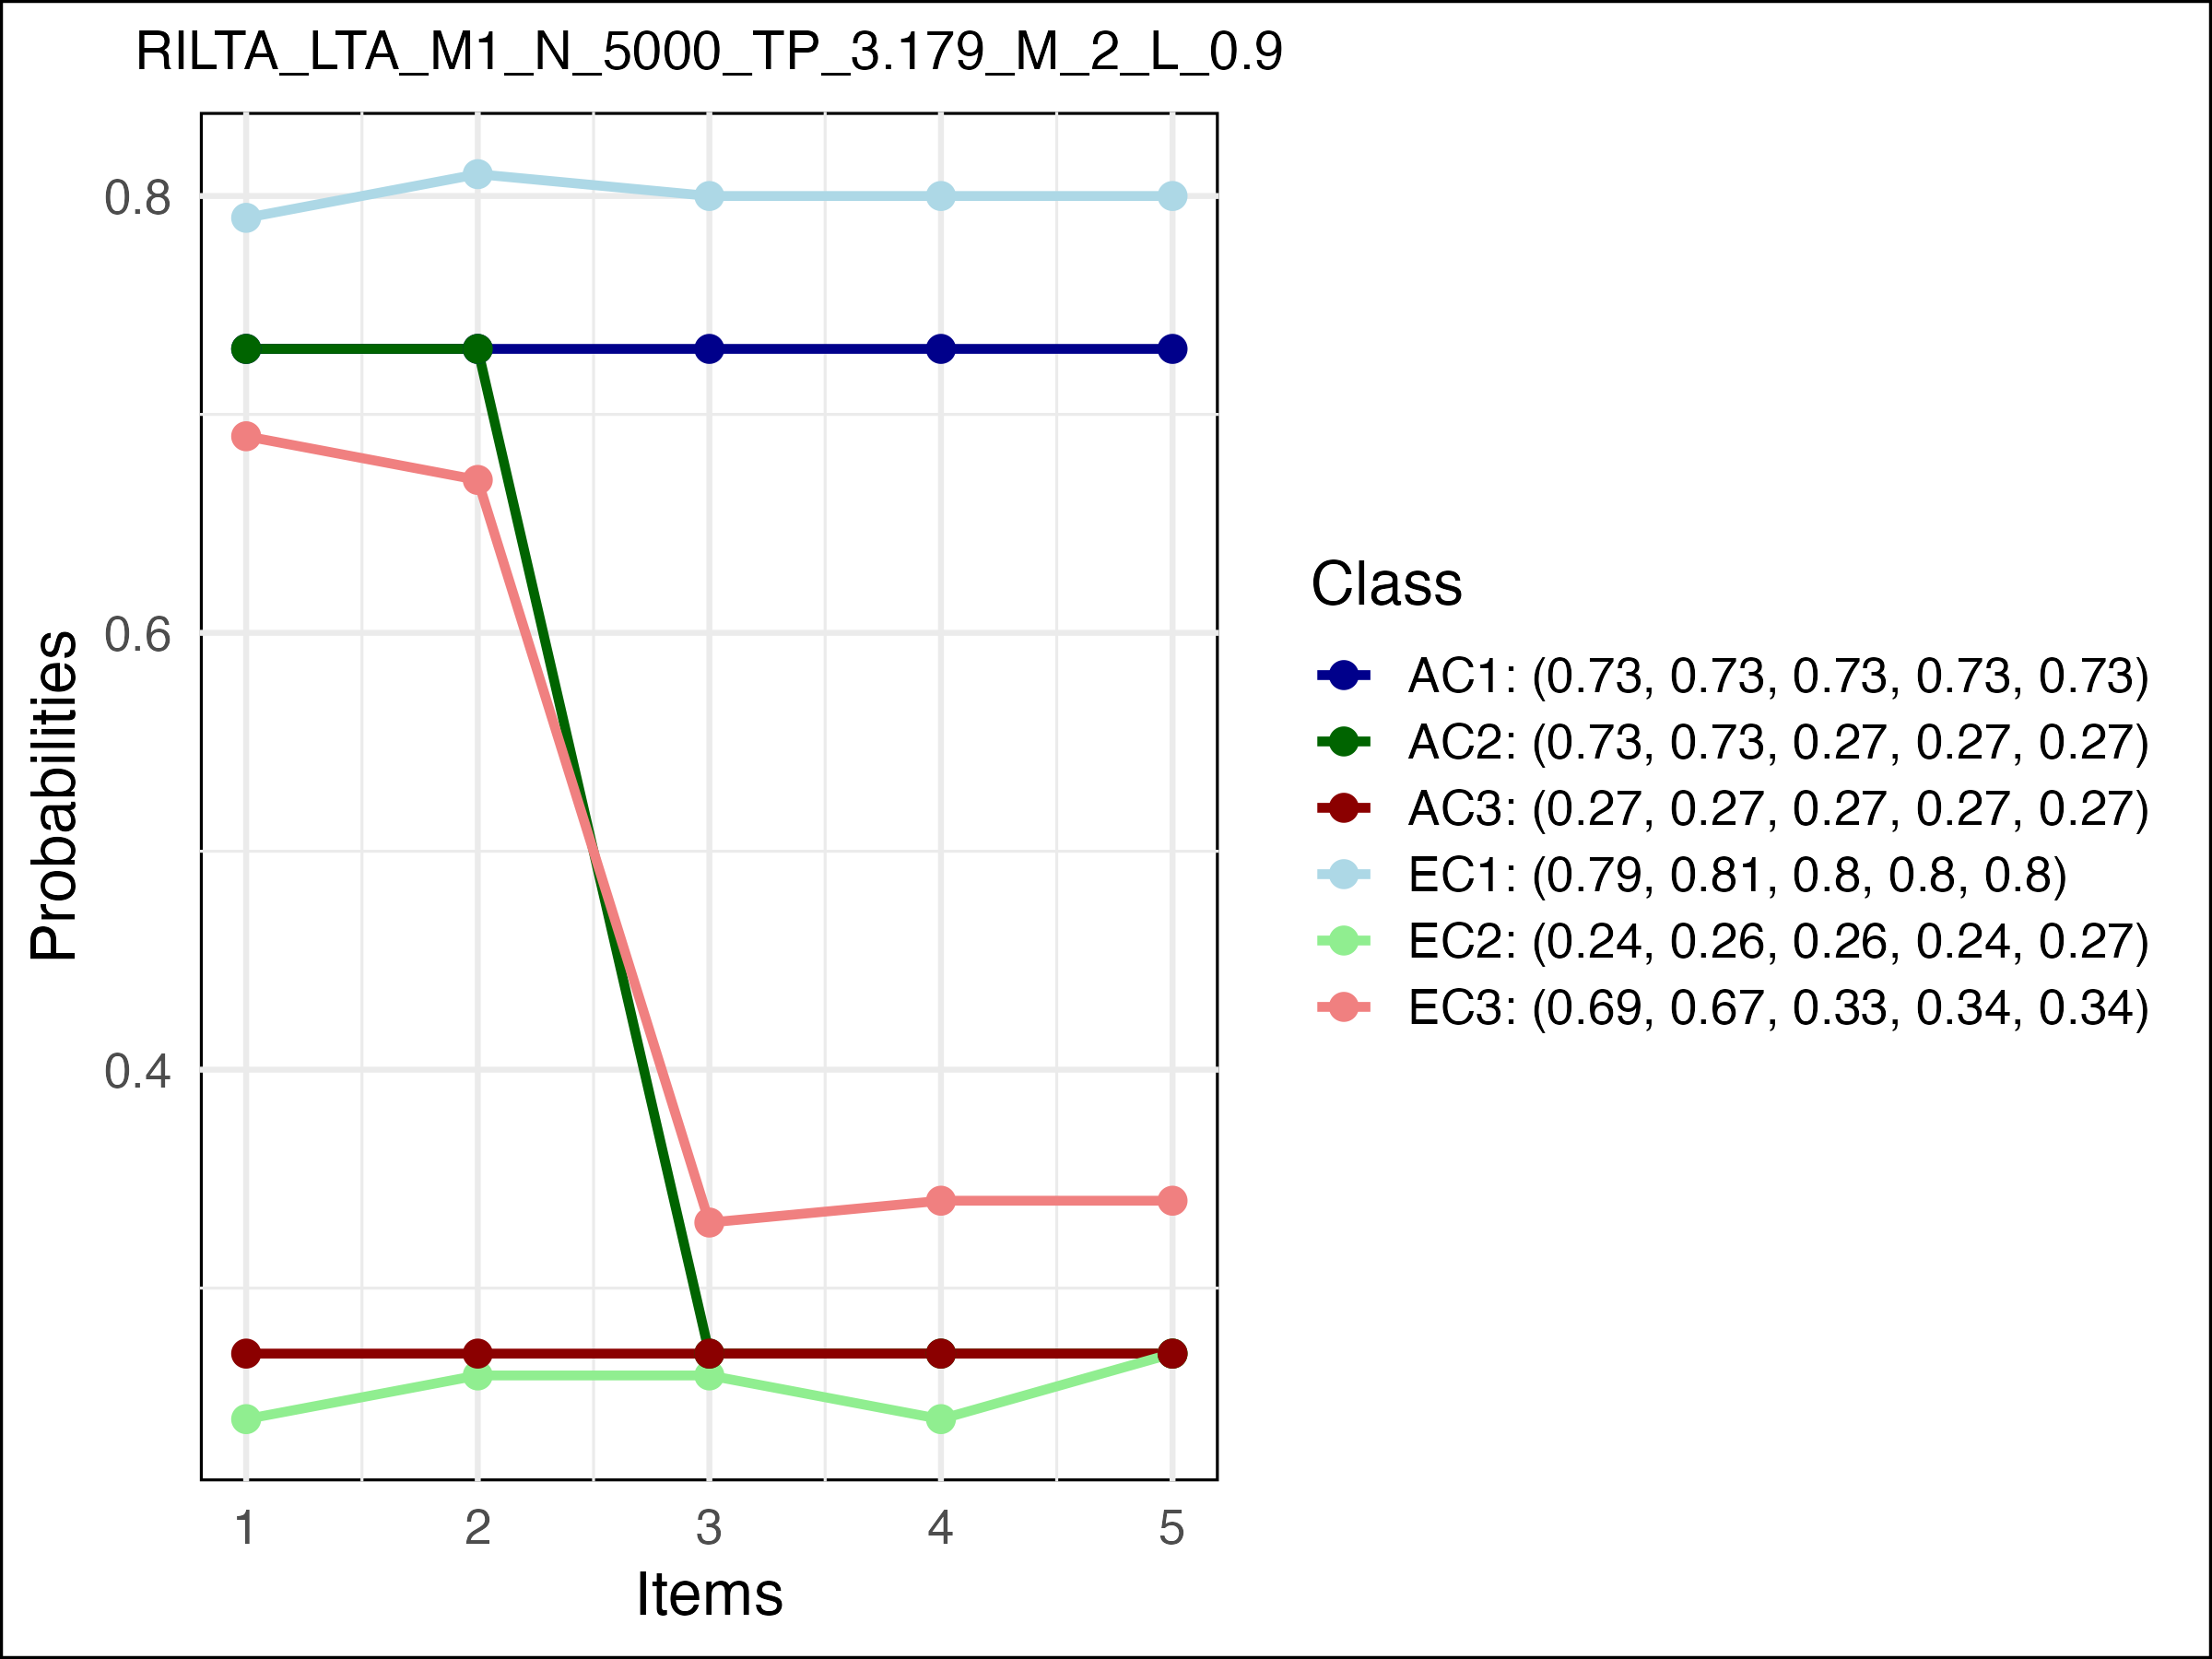 RILTA_LTA_M1_N_5000_TP_3.179_M_2_L_0.9
Probabilities
0.8
0.6
0.4
1 2 3 4 5
Items
Class
AC1: (0.73, 0.73, 0.73, 0.73, 0.73)
AC2: (0.73, 0.73, 0.27, 0.27, 0.27)
AC3: (0.27, 0.27, 0.27, 0.27, 0.27)
EC1: (0.79, 0.81, 0.8, 0.8, 0.8)
EC2: (0.24, 0.26, 0.26, 0.24, 0.27)
EC3: (0.69, 0.67, 0.33, 0.34, 0.34)